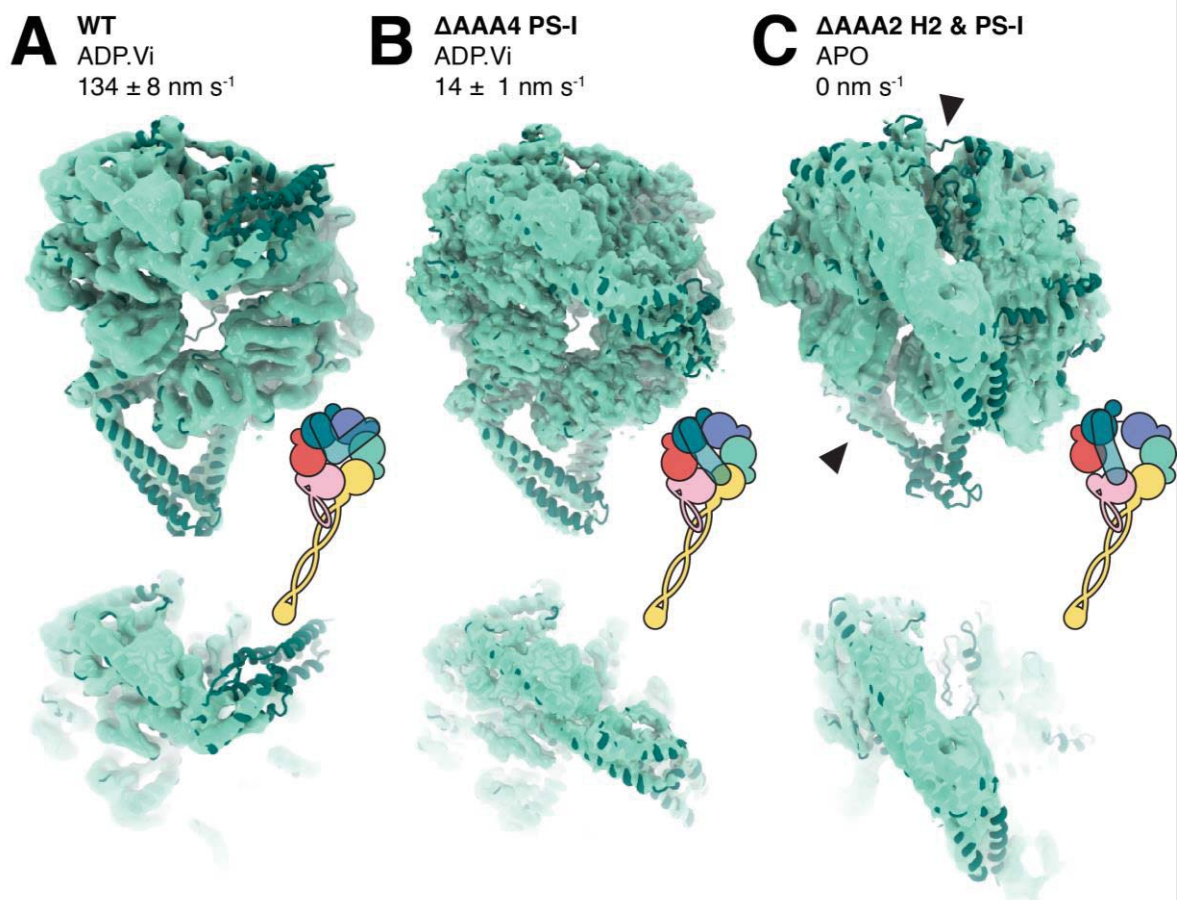 A WT
ADP.Vi
134 ± 8 nm s⁻¹
B ΔAAA4 PS-I
ADP.Vi
14 ± 1 nm s⁻¹
C ΔAAA2 H2 & PS-I
APO
0 nm s⁻¹